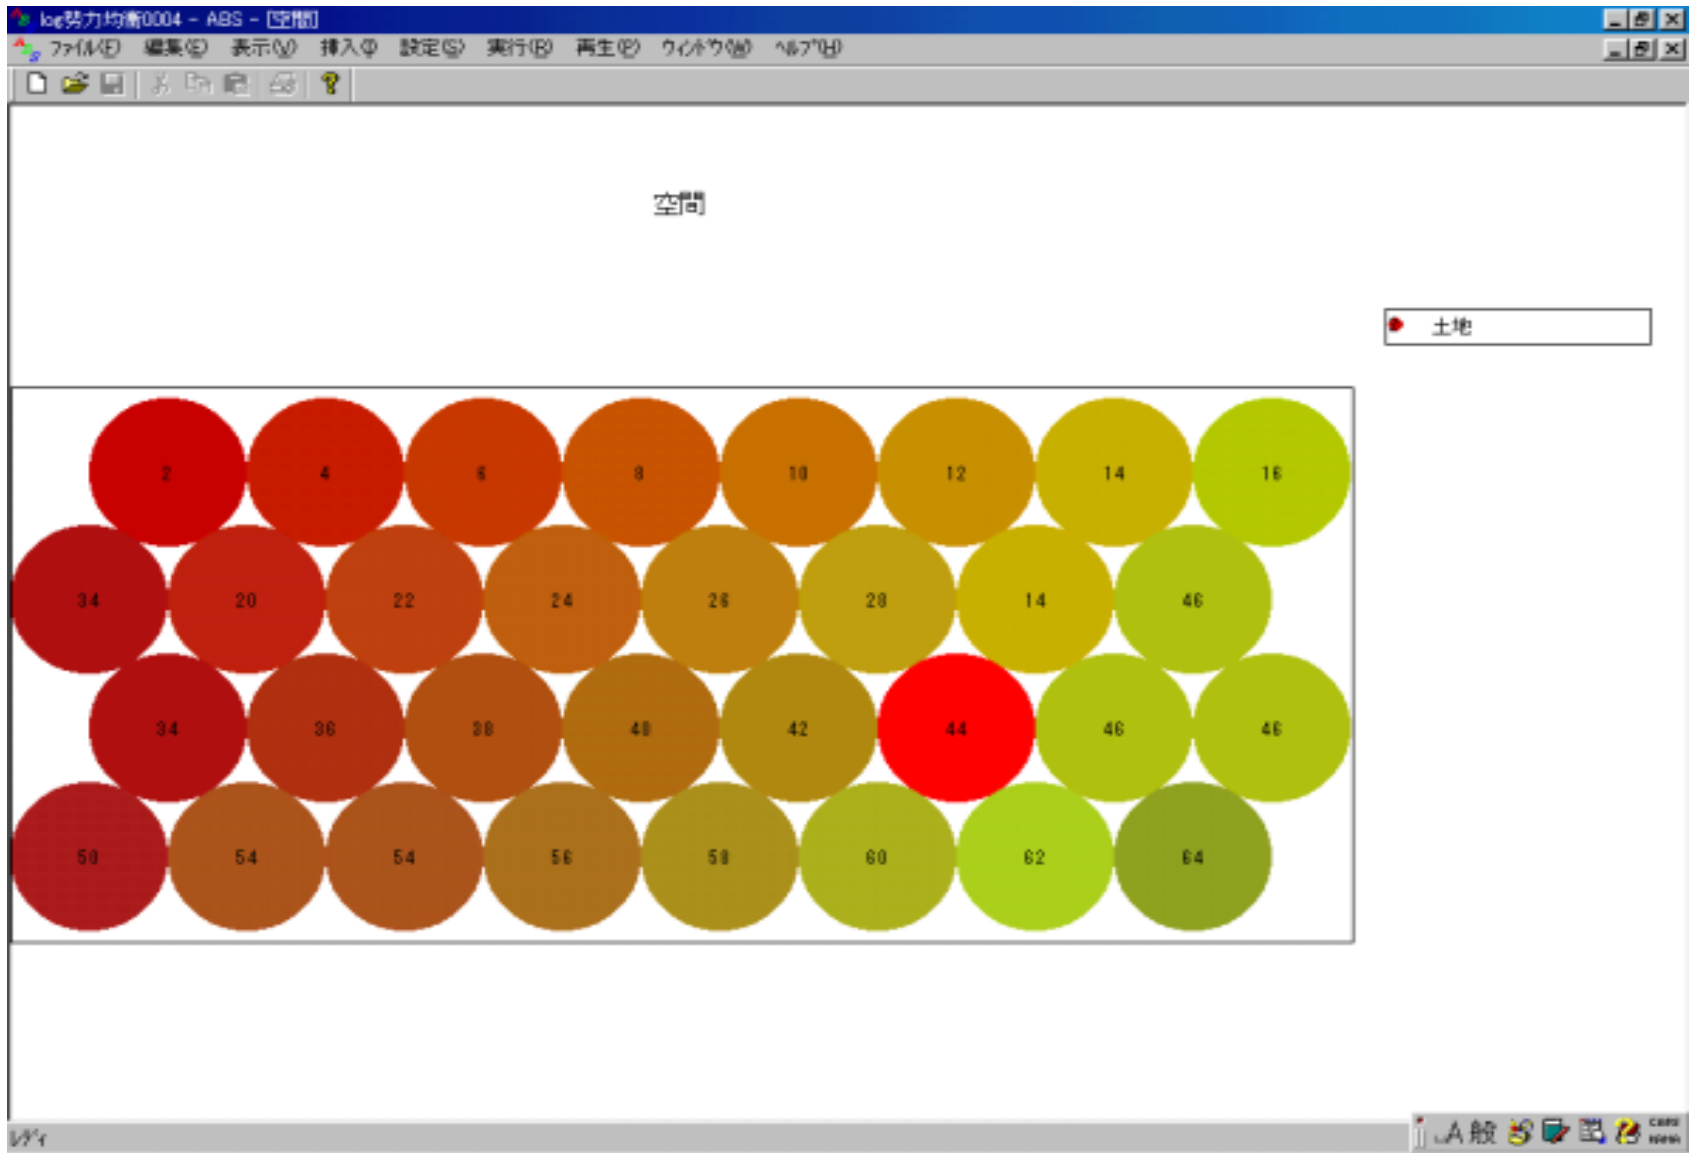 log勢力均衡0004 - ABS - [空間]
ファイル(F) 編集(E) 表示(V) 挿入(I) 設定(S) 実行(R) 再生(P) ウィンドウ(W) ヘルプ(H)
空間
土地
2 4 6 8 10 12 14 16
34 20 22 24 26 28 14 46
34 36 38 40 42 44 46 46
50 54 54 56 58 60 62 64
レディ
A 般 CAPS KANA